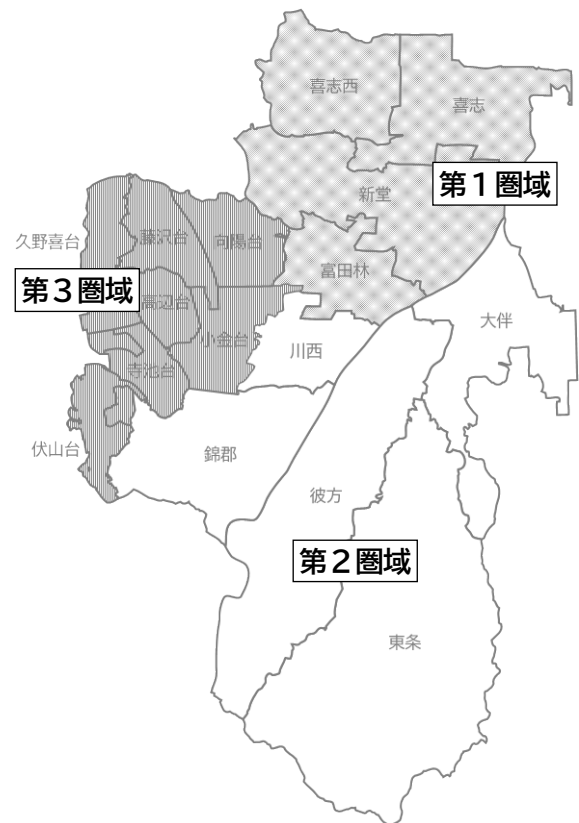 喜志西
喜志
第1圏域
新堂
久野喜台
藤沢台
向陽台
富田林
第3圏域
高辺台
大伴
小金台
川西
寺池台
伏山台
錦郡
彼方
第2圏域
東条